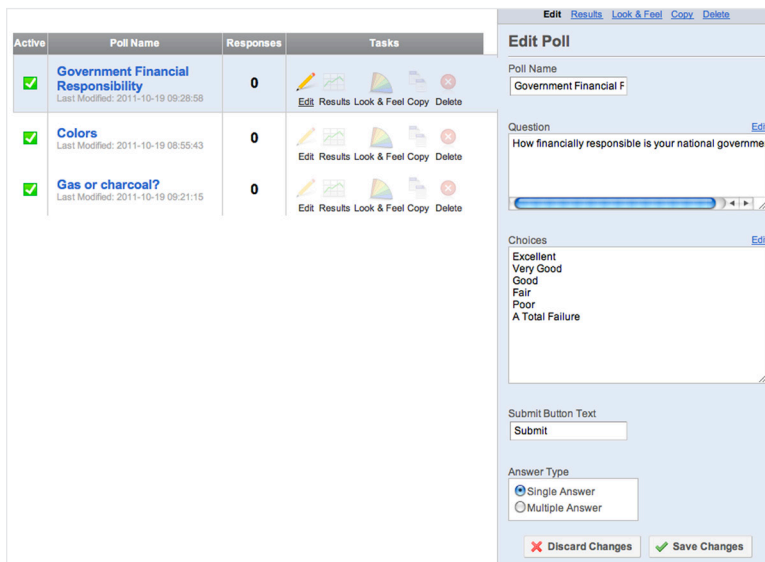 Edit Results Look & Feel Copy Delete
Active Poll Name Responses Tasks
Government Financial
Responsibility
Last Modified: 2011-10-19 09:28:58
0
Edit Results Look & Feel Copy Delete
Colors
Last Modified: 2011-10-19 08:55:43
0
Edit Results Look & Feel Copy Delete
Gas or charcoal?
Last Modified: 2011-10-19 09:21:15
0
Edit Results Look & Feel Copy Delete
Edit Poll
Poll Name
Government Financial F
Question Edi
How financially responsible is your national governme
Choices Edi
Excellent
Very Good
Good
Fair
Poor
A Total Failure
Submit Button Text
Submit
Answer Type
Single Answer
Multiple Answer
Discard Changes Save Changes